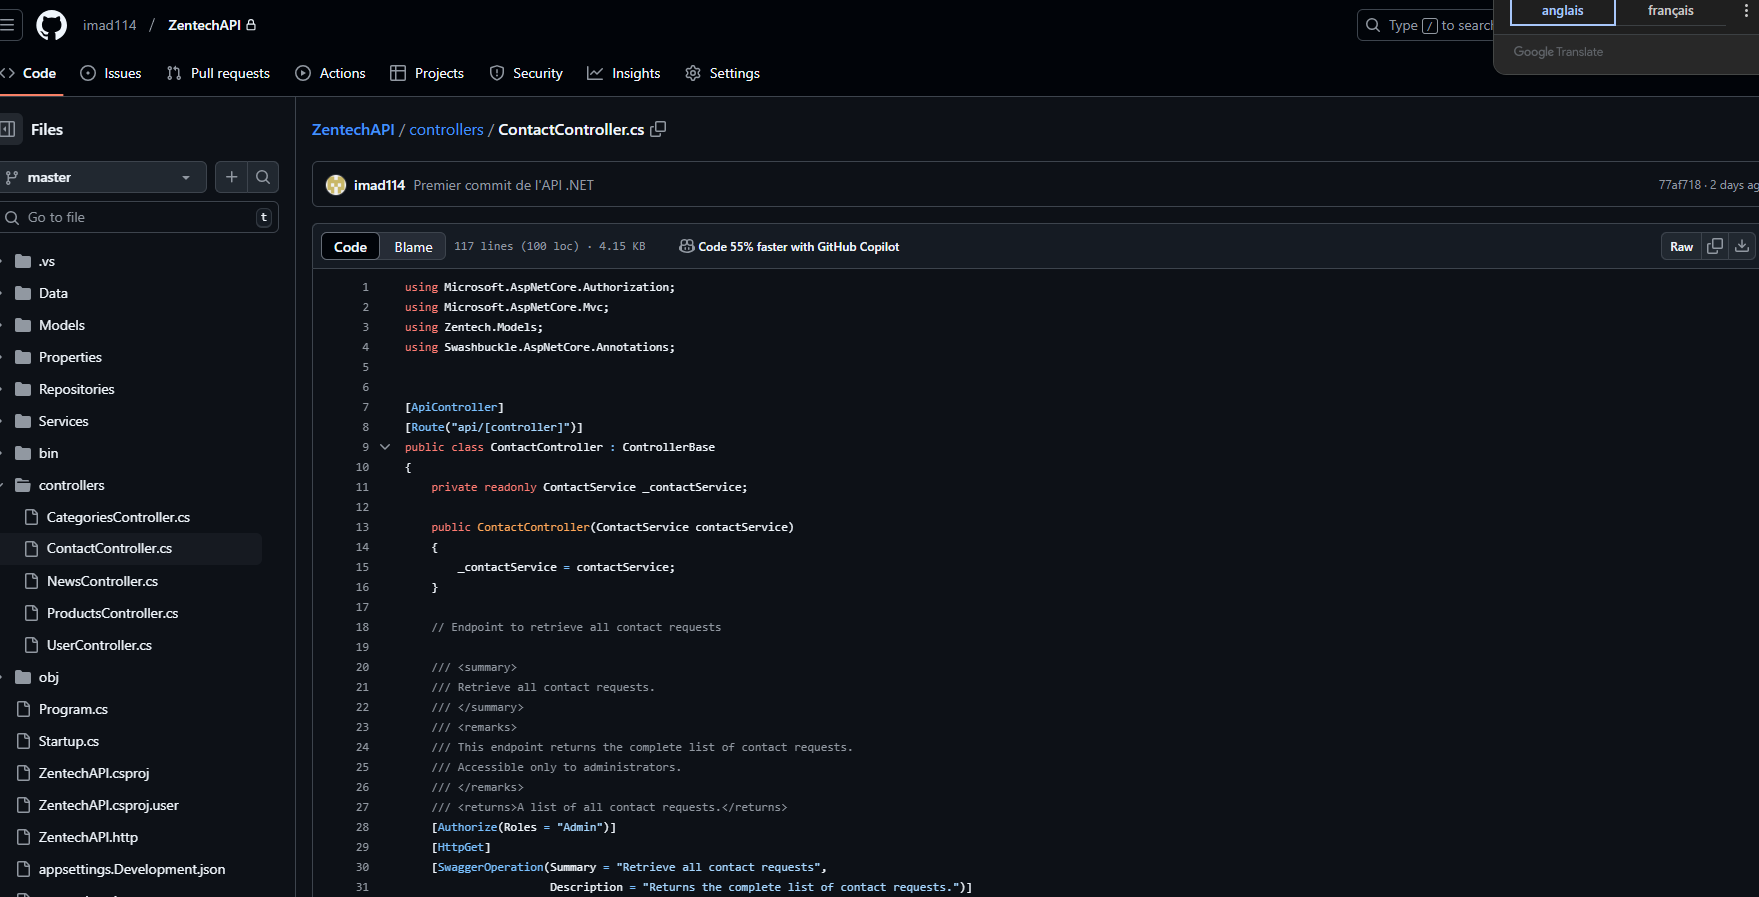 imad114 / ZentechAPI
Type / to search
anglais français
Google Translate
Code Issues Pull requests Actions Projects Security Insights Settings
Files
master
Go to file t
.vs
Data
Models
Properties
Repositories
Services
bin
controllers
CategoriesController.cs
ContactController.cs
NewsController.cs
ProductsController.cs
UserController.cs
obj
Program.cs
Startup.cs
ZentechAPI.csproj
ZentechAPI.csproj.user
ZentechAPI.http
appsettings.Development.json
ZentechAPI / controllers / ContactController.cs
imad114 Premier commit de l'API .NET 77af718 · 2 days ag
Code Blame 117 lines (100 loc) · 4.15 KB Code 55% faster with GitHub Copilot Raw
1 using Microsoft.AspNetCore.Authorization;
2 using Microsoft.AspNetCore.Mvc;
3 using Zentech.Models;
4 using Swashbuckle.AspNetCore.Annotations;
5
6
7 [ApiController]
8 [Route("api/[controller]")]
9 public class ContactController : ControllerBase
10 {
11 private readonly ContactService _contactService;
12
13 public ContactController(ContactService contactService)
14 {
15 _contactService = contactService;
16 }
17
18 // Endpoint to retrieve all contact requests
19
20 /// <summary>
21 /// Retrieve all contact requests.
22 /// </summary>
23 /// <remarks>
24 /// This endpoint returns the complete list of contact requests.
25 /// Accessible only to administrators.
26 /// </remarks>
27 /// <returns>A list of all contact requests.</returns>
28 [Authorize(Roles = "Admin")]
29 [HttpGet]
30 [SwaggerOperation(Summary = "Retrieve all contact requests",
31 Description = "Returns the complete list of contact requests.")]